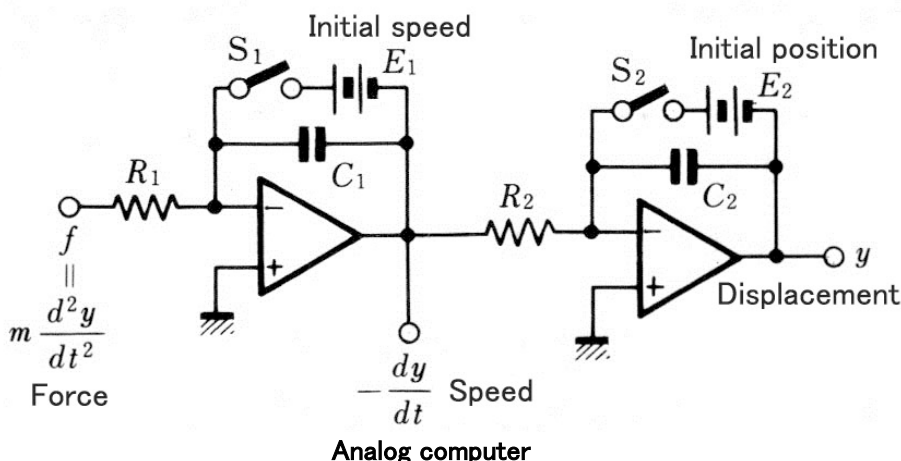 Initial speed
Initial position
S₁
E₁
S₂
E₂
R₁
C₁
R₂
C₂
−
+
−
+
f
=
m d²y/dt²
Force
−dy/dt Speed
y
Displacement
Analog computer